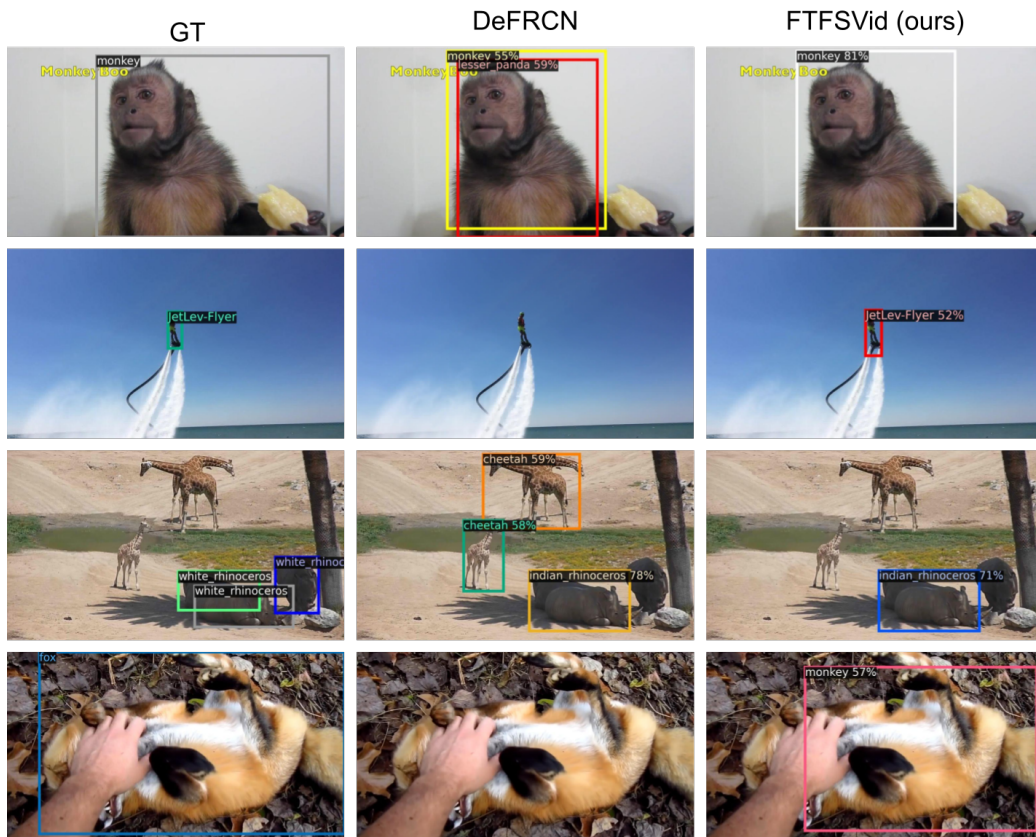 GT
DeFRCN
FTFSVid (ours)
monkey
MonkeyBoo
monkey 55%
lesser_panda 59%
MonkeyBoo
monkey 81%
MonkeyBoo
JetLev-Flyer
JetLev-Flyer 52%
white_rhinoceros
white_rhinoceros
white_rhinoc
cheetah 59%
cheetah 58%
indian_rhinoceros 78%
indian_rhinoceros 71%
fox
monkey 57%